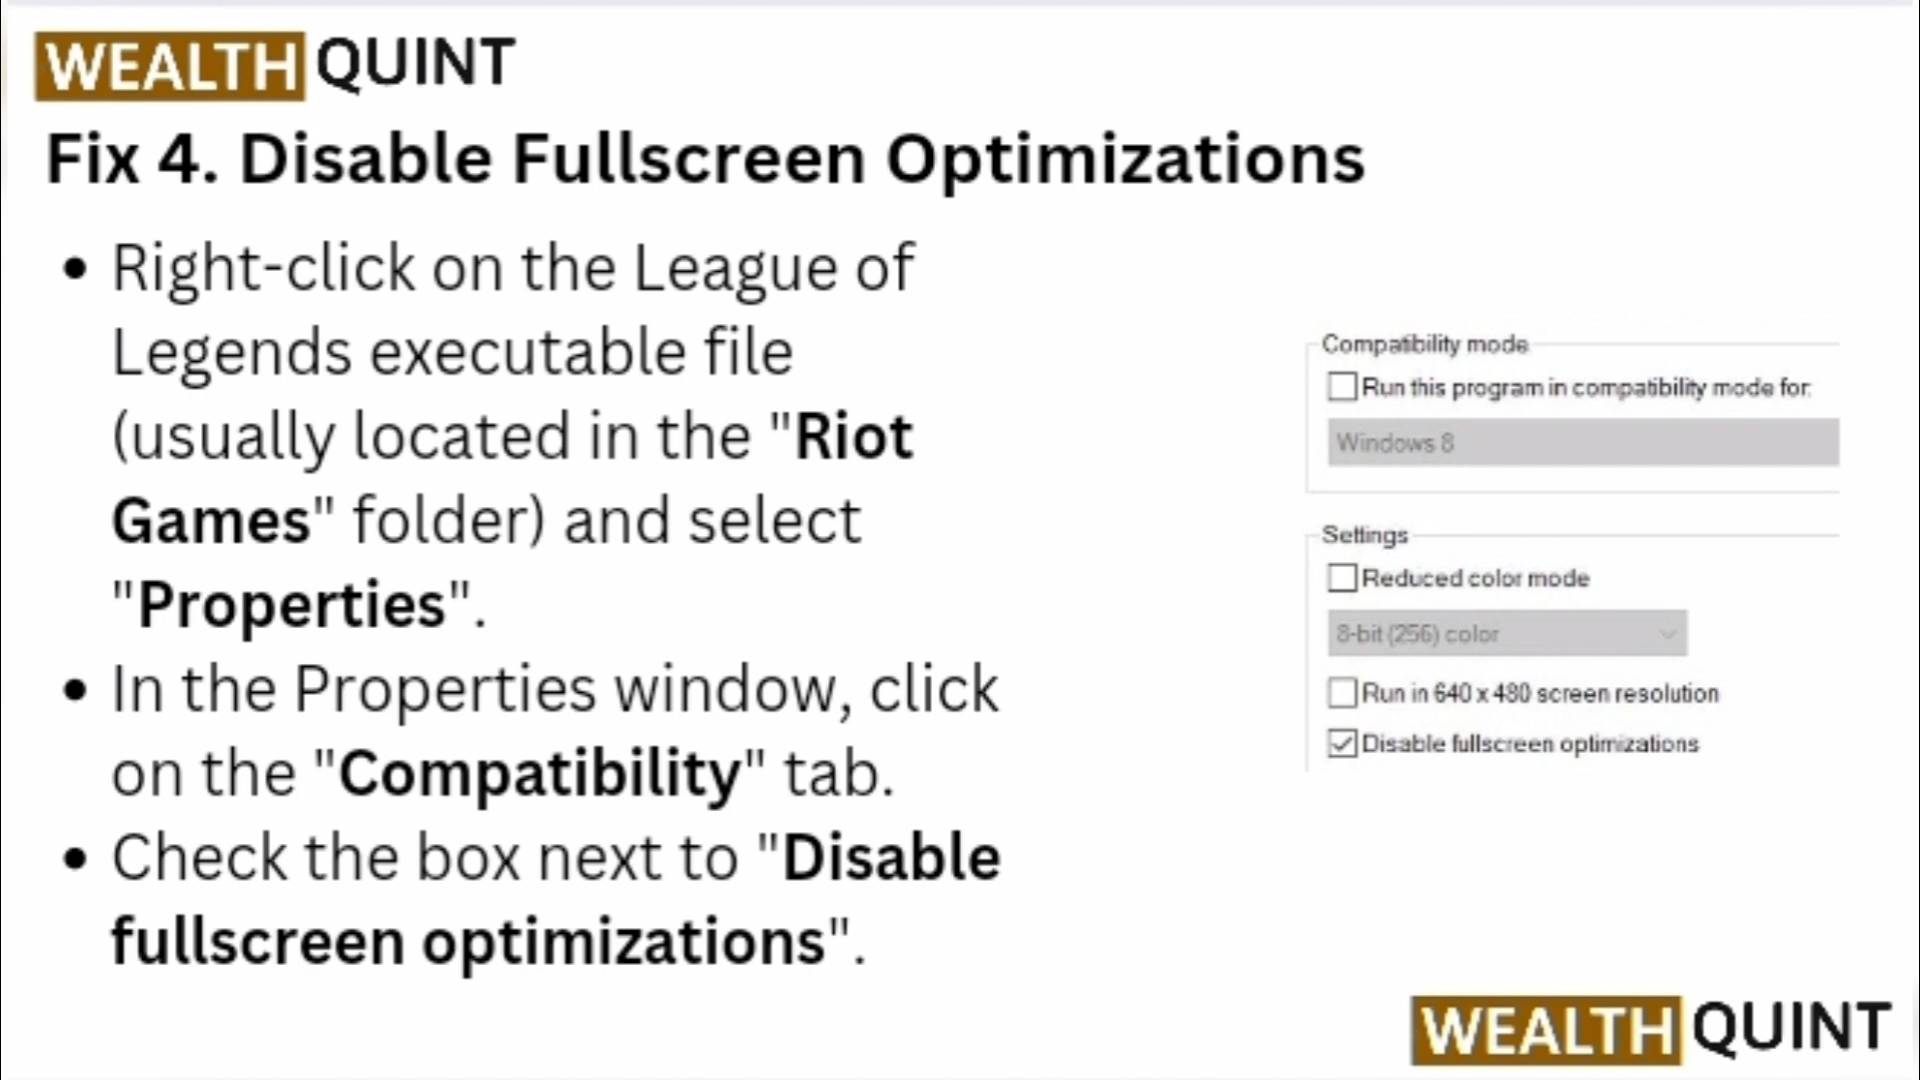 WEALTH QUINT
Fix 4. Disable Fullscreen Optimizations
• Right-click on the League of
Legends executable file
(usually located in the "Riot
Games" folder) and select
"Properties".
• In the Properties window, click
on the "Compatibility" tab.
• Check the box next to "Disable
fullscreen optimizations".
Compatibility mode
Run this program in compatibility mode for:
Windows 8
Settings
Reduced color mode
8-bit (256) color
Run in 640 x 480 screen resolution
Disable fullscreen optimizations
WEALTH QUINT